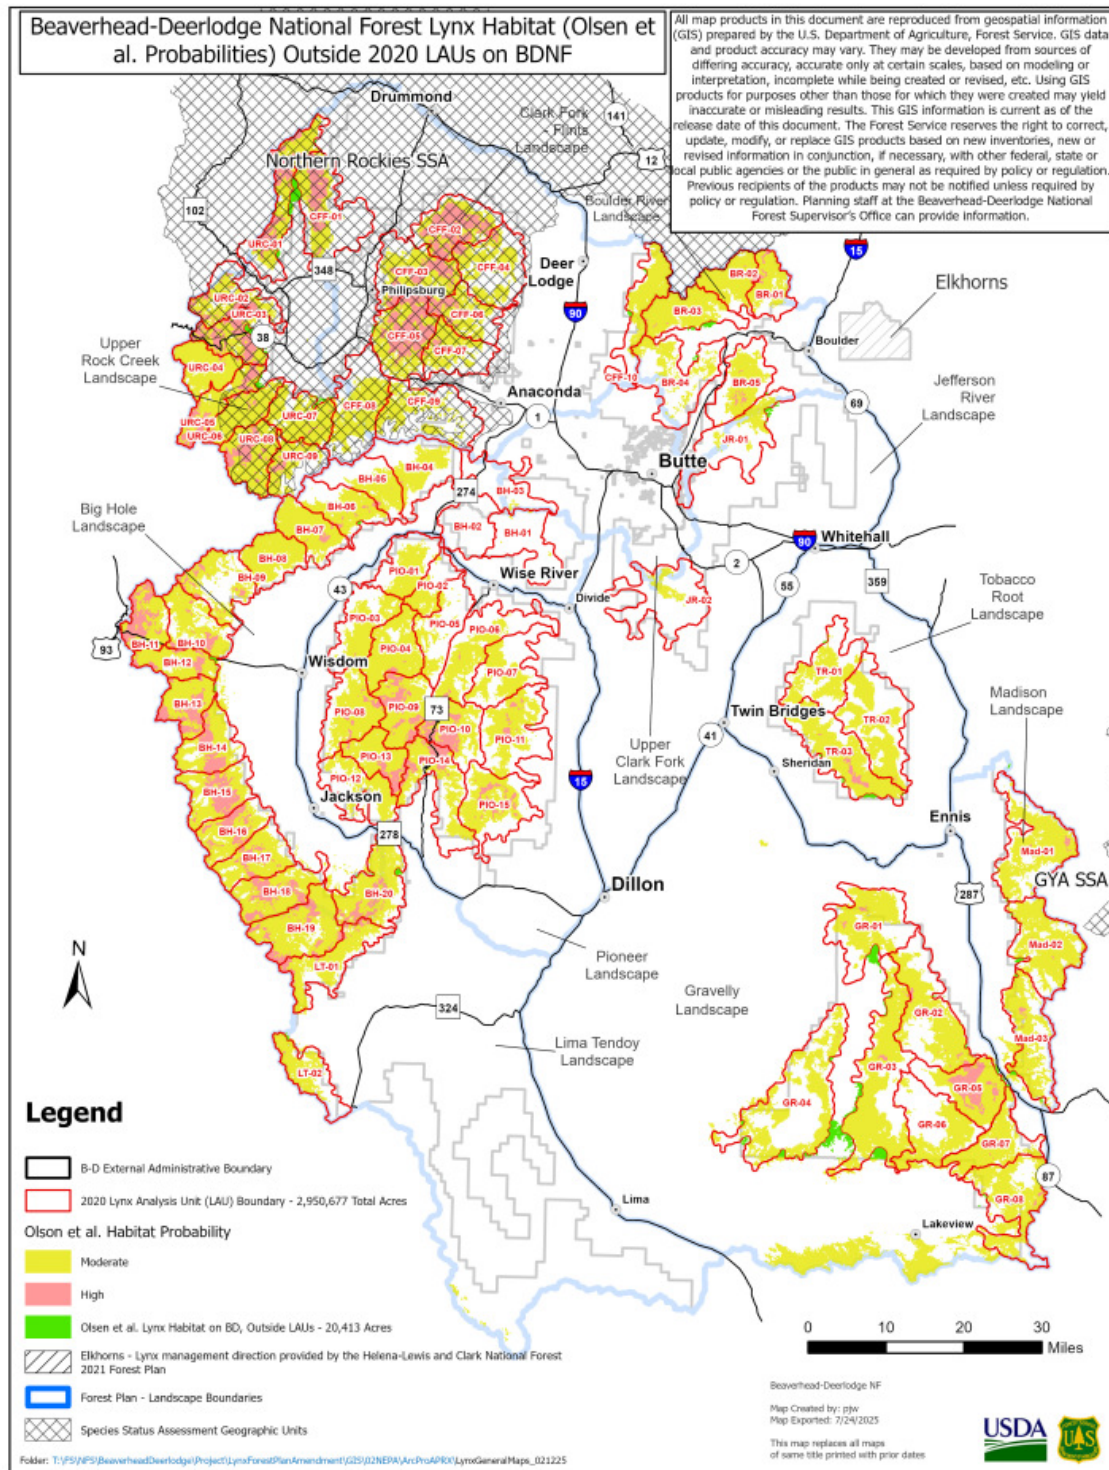 Beaverhead-Deerlodge National Forest Lynx Habitat (Olsen et
al. Probabilities) Outside 2020 LAUs on BDNF
All map products in this document are reproduced from geospatial information
(GIS) prepared by the U.S. Department of Agriculture, Forest Service. GIS data
and product accuracy may vary. They may be developed from sources of
differing accuracy, accurate only at certain scales, based on modeling or
interpretation, incomplete while being created or revised, etc. Using GIS
products for purposes other than those for which they were created may yield
inaccurate or misleading results. This GIS information is current as of the
release date of this document. The Forest Service reserves the right to correct,
update, modify, or replace GIS products based on new inventories, new or
revised information in conjunction, if necessary, with other federal, state or
local public agencies or the public in general as required by policy or regulation.
Previous recipients of the products may not be notified unless required by
policy or regulation. Planning staff at the Beaverhead-Deerlodge National
Forest Supervisor's Office can provide information.
Drummond
Clark Fork
- Flints
Landscape
141
12
Northern Rockies SSA
102
CFF-01
URC-01
348
CFF-02
CFF-03
CFF-04
Philipsburg
CFF-05
CFF-06
CFF-07
Deer
Lodge
90
Boulder River
Landscape
BR-02
BR-01
BR-03
15
Elkhorns
Boulder
URC-02
URC-03
38
URC-04
Upper
Rock Creek
Landscape
URC-05
URC-06
URC-07
URC-08
URC-09
CFF-08
CFF-09
Anaconda
1
CFF-10
BR-04
BR-05
JR-01
69
Jefferson
River
Landscape
Butte
BH-04
BH-05
BH-06
BH-07
BH-08
BH-09
274
BH-03
BH-02
BH-01
Big Hole
Landscape
90
Whitehall
2
55
359
Tobacco
Root
Landscape
43
PIO-01
PIO-02
Wise River
Divide
PIO-03
PIO-05
PIO-06
PIO-04
JR-02
93
BH-11
BH-10
BH-12
BH-13
Wisdom
PIO-07
PIO-08
PIO-09
73
PIO-10
PIO-11
PIO-13
PIO-14
PIO-12
PIO-15
BH-14
BH-15
BH-16
BH-17
BH-18
BH-19
BH-20
Jackson
278
15
Upper
Clark Fork
Landscape
41
Twin Bridges
Sheridan
TR-01
TR-02
TR-03
Madison
Landscape
Ennis
287
Mad-01
GYA SSA
Mad-02
Mad-03
Dillon
LT-01
Pioneer
Landscape
324
Lima Tendoy
Landscape
LT-02
Gravelly
Landscape
GR-01
GR-02
GR-03
GR-04
GR-05
GR-06
GR-07
GR-08
87
Lima
Lakeview
N
Legend
B-D External Administrative Boundary
2020 Lynx Analysis Unit (LAU) Boundary - 2,950,677 Total Acres
Olson et al. Habitat Probability
Moderate
High
Olsen et al. Lynx Habitat on BD, Outside LAUs - 20,413 Acres
Elkhorns - Lynx management direction provided by the Helena-Lewis and Clark National Forest
2021 Forest Plan
Forest Plan - Landscape Boundaries
Species Status Assessment Geographic Units
0 10 20 30
Miles
Beaverhead-Deerlodge NF
Map Created by: pjw
Map Exported: 7/24/2025
This map replaces all maps
of same title printed with prior dates
USDA
UAS
Folder: T:\FS\NFS\BeaverheadDeerlodge\Project\LynxForestPlanAmendment\GIS\02NEPA\ArcProAPRX\LynxGeneralMaps_021225